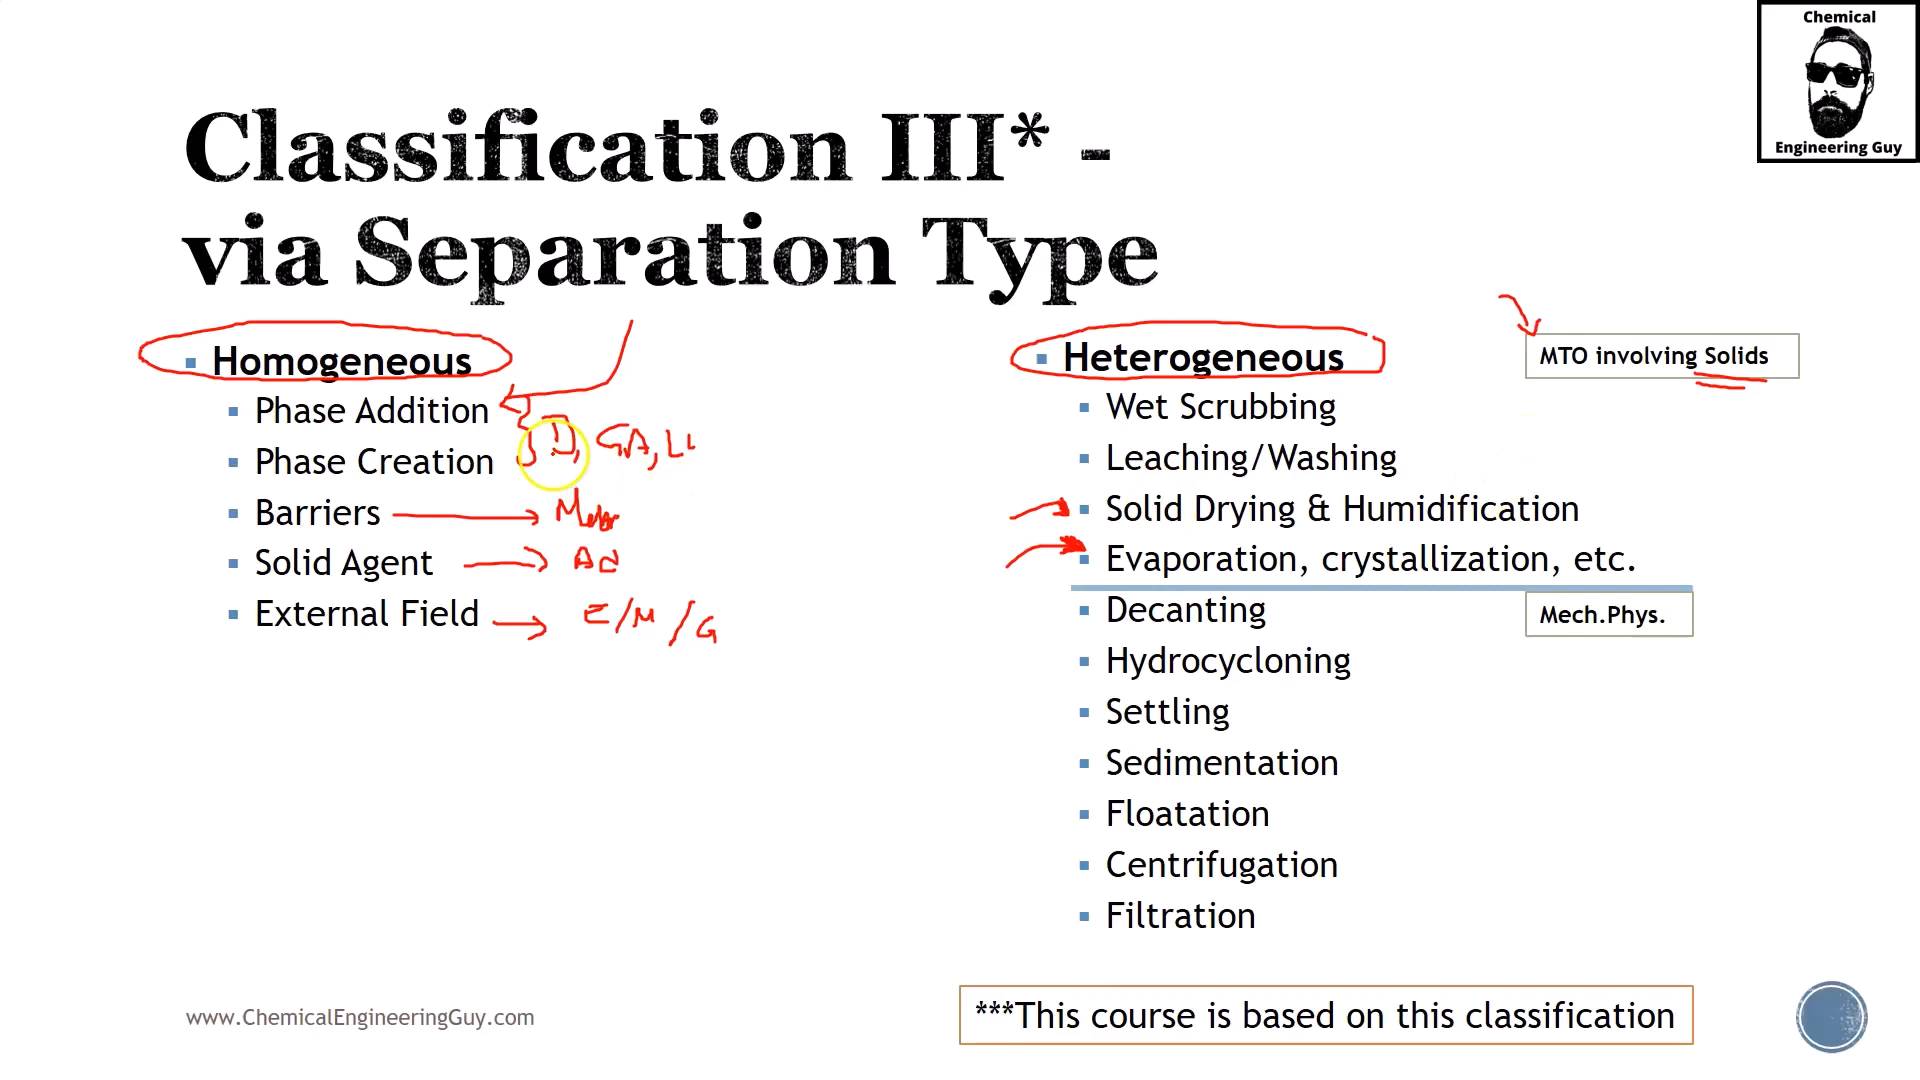 Chemical
Engineering Guy
Classification III* -
via Separation Type
Homogeneous
Phase Addition
D, GA, LL
Phase Creation
Barriers
Solid Agent
Ad
External Field
E/M/G
Heterogeneous
MTO involving Solids
Wet Scrubbing
Leaching/Washing
Solid Drying & Humidification
Evaporation, crystallization, etc.
Decanting
Mech.Phys.
Hydrocycloning
Settling
Sedimentation
Floatation
Centrifugation
Filtration
www.ChemicalEngineeringGuy.com
***This course is based on this classification